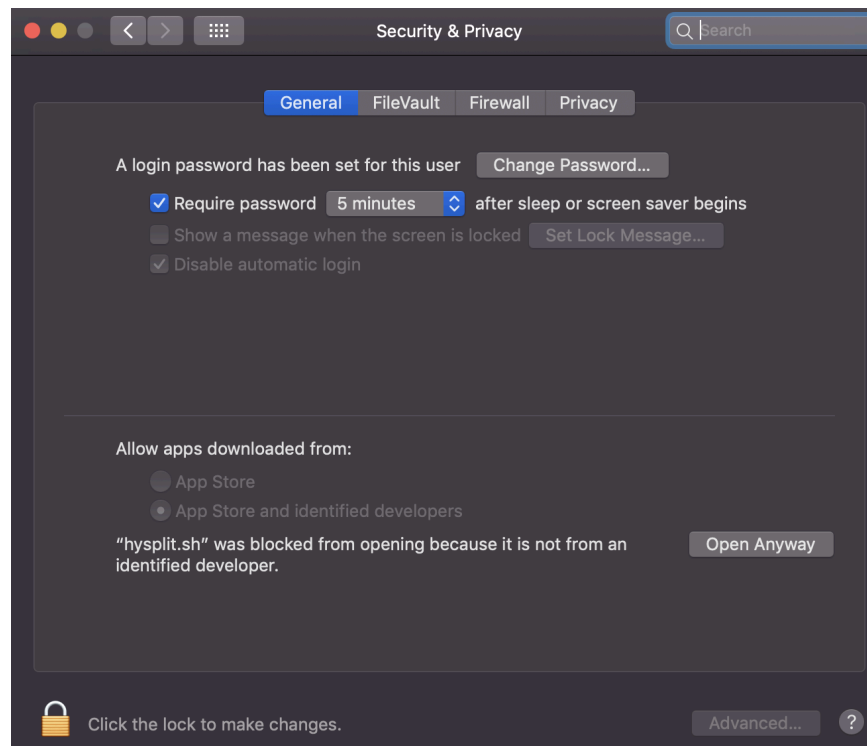 Security & Privacy
Search
General
FileVault
Firewall
Privacy
A login password has been set for this user
Change Password...
Require password
5 minutes
after sleep or screen saver begins
Show a message when the screen is locked
Set Lock Message...
Disable automatic login
Allow apps downloaded from:
App Store
App Store and identified developers
“hysplit.sh” was blocked from opening because it is not from an
identified developer.
Open Anyway
Click the lock to make changes.
Advanced...
?